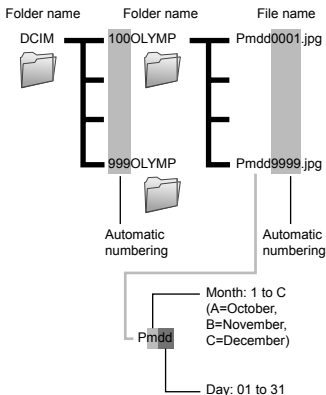 Folder name Folder name File name
DCIM 100OLYMP Pmdd0001.jpg
999OLYMP Pmdd9999.jpg
Automatic numbering
Automatic numbering
Month: 1 to C
(A=October,
B=November,
C=December)
Pmdd
Day: 01 to 31